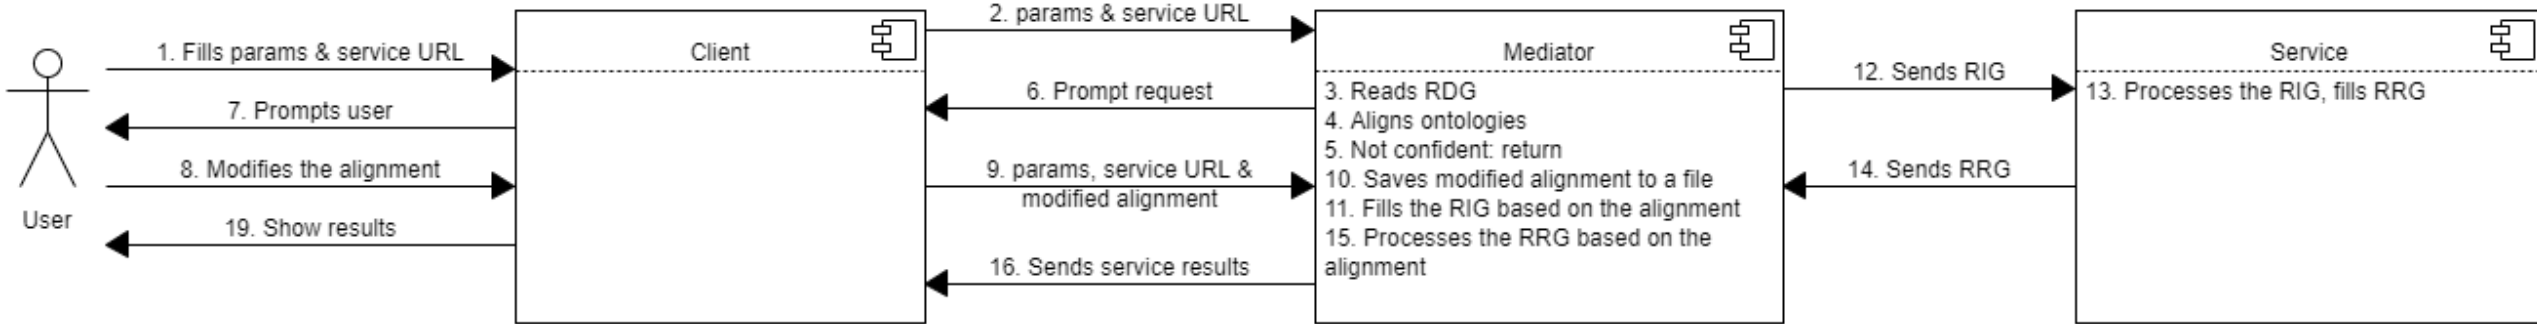 1. Fills params & service URL
7. Prompts user
8. Modifies the alignment
19. Show results
User
Client
2. params & service URL
6. Prompt request
9. params, service URL &
modified alignment
16. Sends service results
Mediator
3. Reads RDG
4. Aligns ontologies
5. Not confident: return
10. Saves modified alignment to a file
11. Fills the RIG based on the alignment
15. Processes the RRG based on the
alignment
12. Sends RIG
14. Sends RRG
Service
13. Processes the RIG, fills RRG